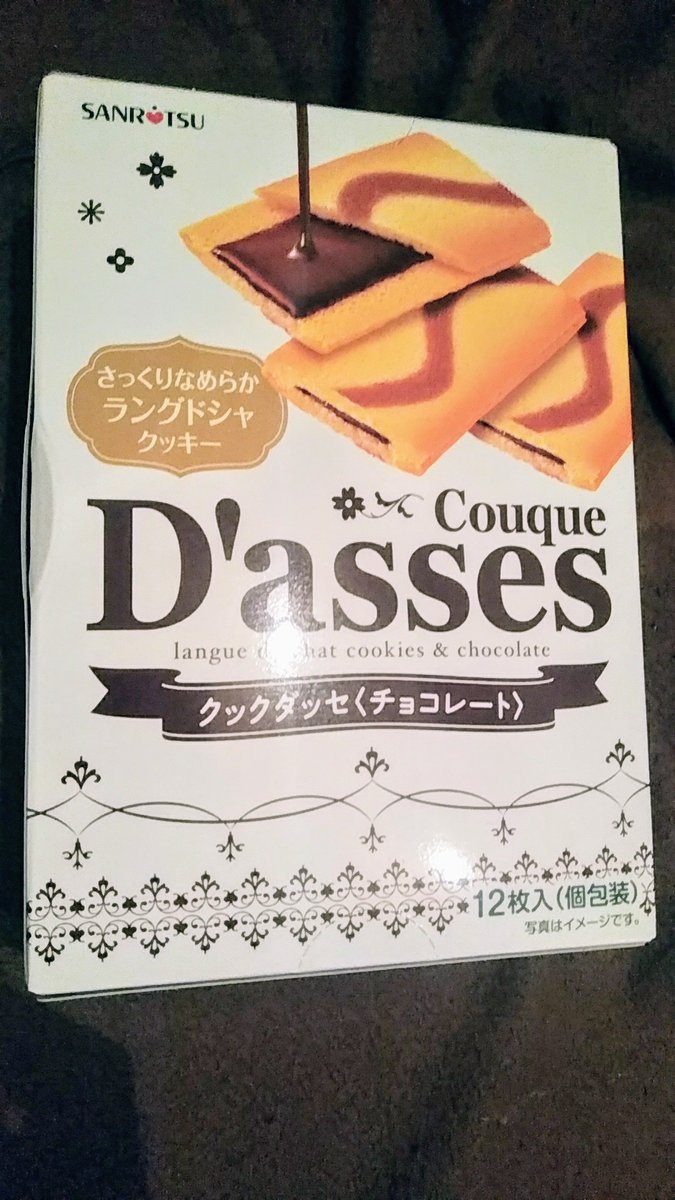 SANRITSU
さっくりなめらか
ラングドシャ
クッキー
Couque
D'asses
langue de chat cookies & chocolate
クックダッセ〈チョコレート〉
12枚入(個包装)
写真はイメージです。